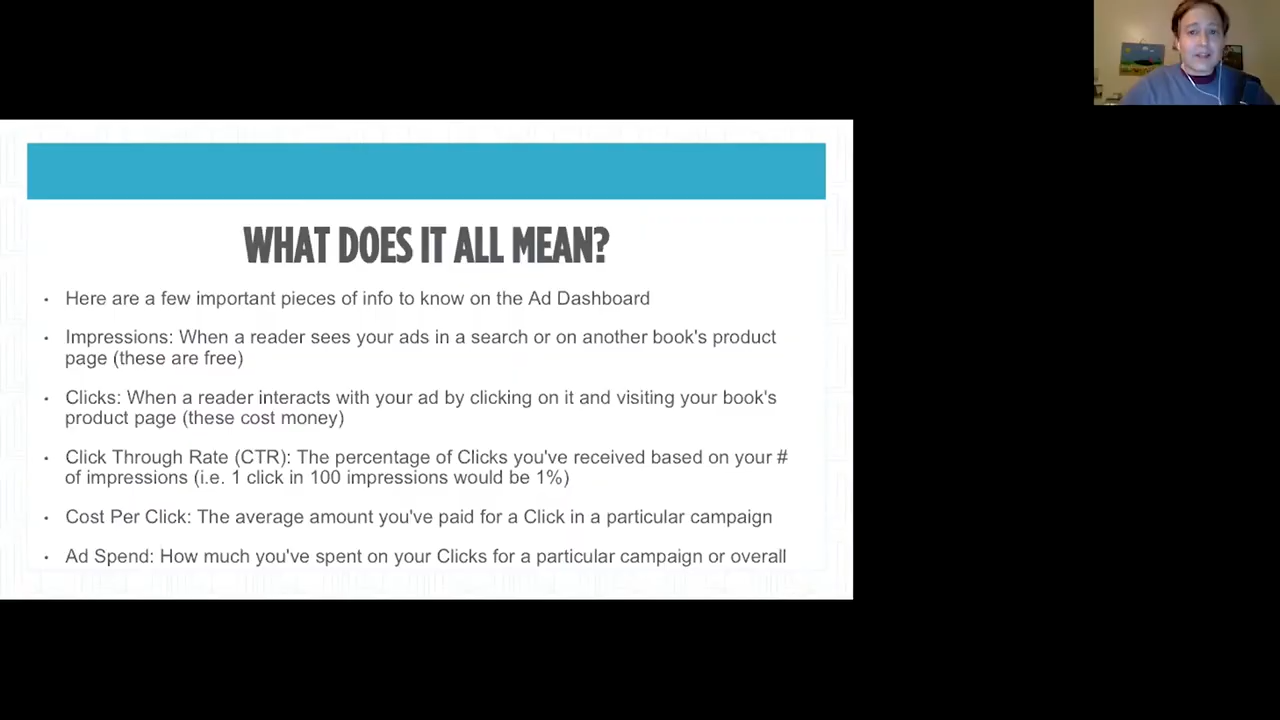 WHAT DOES IT ALL MEAN?
• Here are a few important pieces of info to know on the Ad Dashboard
• Impressions: When a reader sees your ads in a search or on another book's product
page (these are free)
• Clicks: When a reader interacts with your ad by clicking on it and visiting your book's
product page (these cost money)
• Click Through Rate (CTR): The percentage of Clicks you've received based on your #
of impressions (i.e. 1 click in 100 impressions would be 1%)
• Cost Per Click: The average amount you've paid for a Click in a particular campaign
• Ad Spend: How much you've spent on your Clicks for a particular campaign or overall